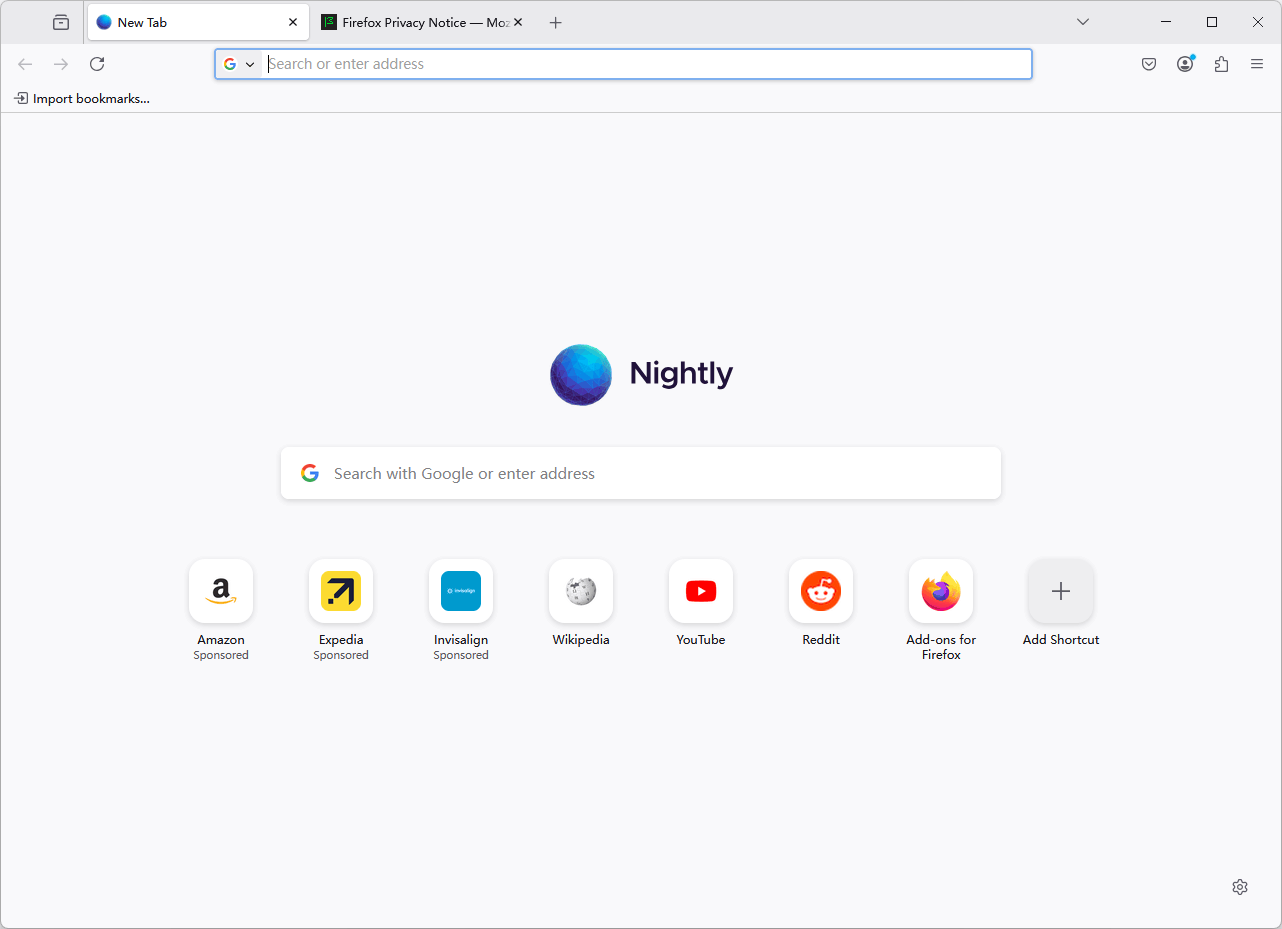 New Tab
Firefox Privacy Notice — Moz
Search or enter address
Import bookmarks...
Nightly
Search with Google or enter address
a
invisalign
Amazon
Sponsored
Expedia
Sponsored
Invisalign
Sponsored
Wikipedia
YouTube
Reddit
Add-ons for
Firefox
Add Shortcut